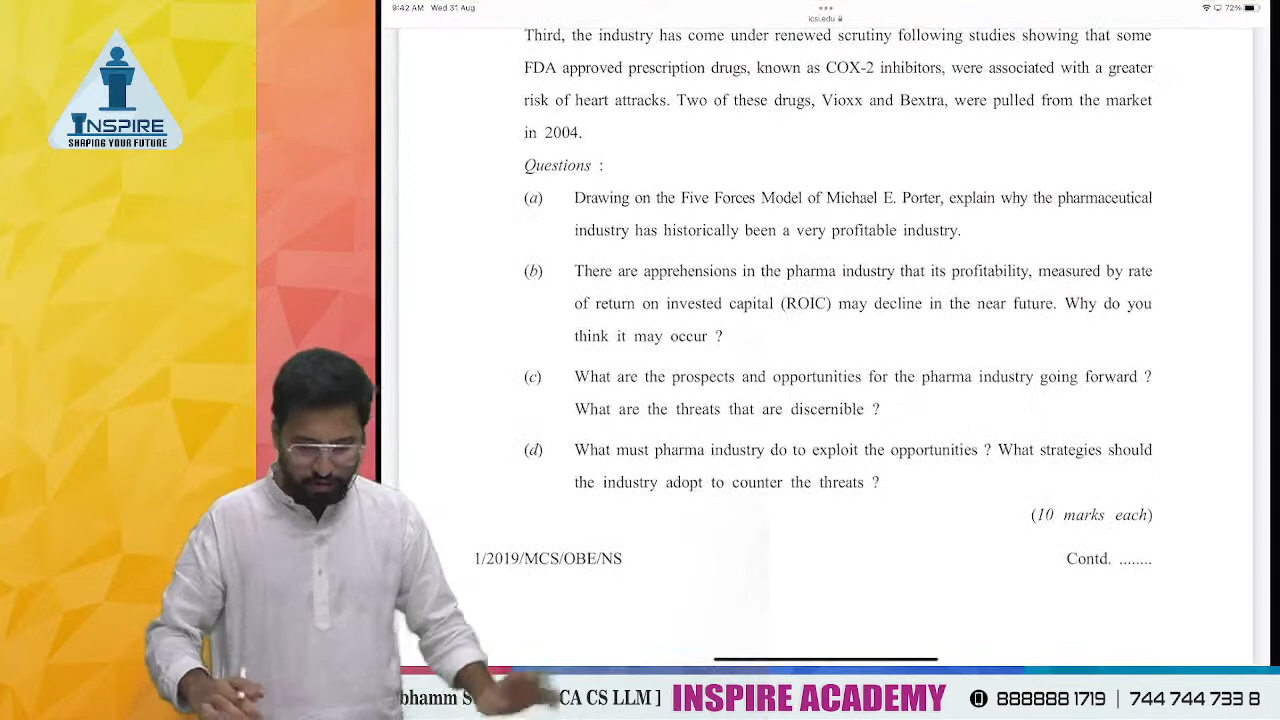 9:42 AM Wed 31 Aug
72%
icsi.edu
INSPIRE
SHAPING YOUR FUTURE
Third, the industry has come under renewed scrutiny following studies showing that some
FDA approved prescription drugs, known as COX-2 inhibitors, were associated with a greater
risk of heart attracks. Two of these drugs, Vioxx and Bextra, were pulled from the market
in 2004.
Questions :
(a) Drawing on the Five Forces Model of Michael E. Porter, explain why the pharmaceutical
industry has historically been a very profitable industry.
(b) There are apprehensions in the pharma industry that its profitability, measured by rate
of return on invested capital (ROIC) may decline in the near future. Why do you
think it may occur ?
(c) What are the prospects and opportunities for the pharma industry going forward ?
What are the threats that are discernible ?
(d) What must pharma industry do to exploit the opportunities ? What strategies should
the industry adopt to counter the threats ?
(10 marks each)
1/2019/MCS/OBE/NS Contd. ........
CA CS LLM ] INSPIRE ACADEMY 888888 1719 | 744 744 733 8